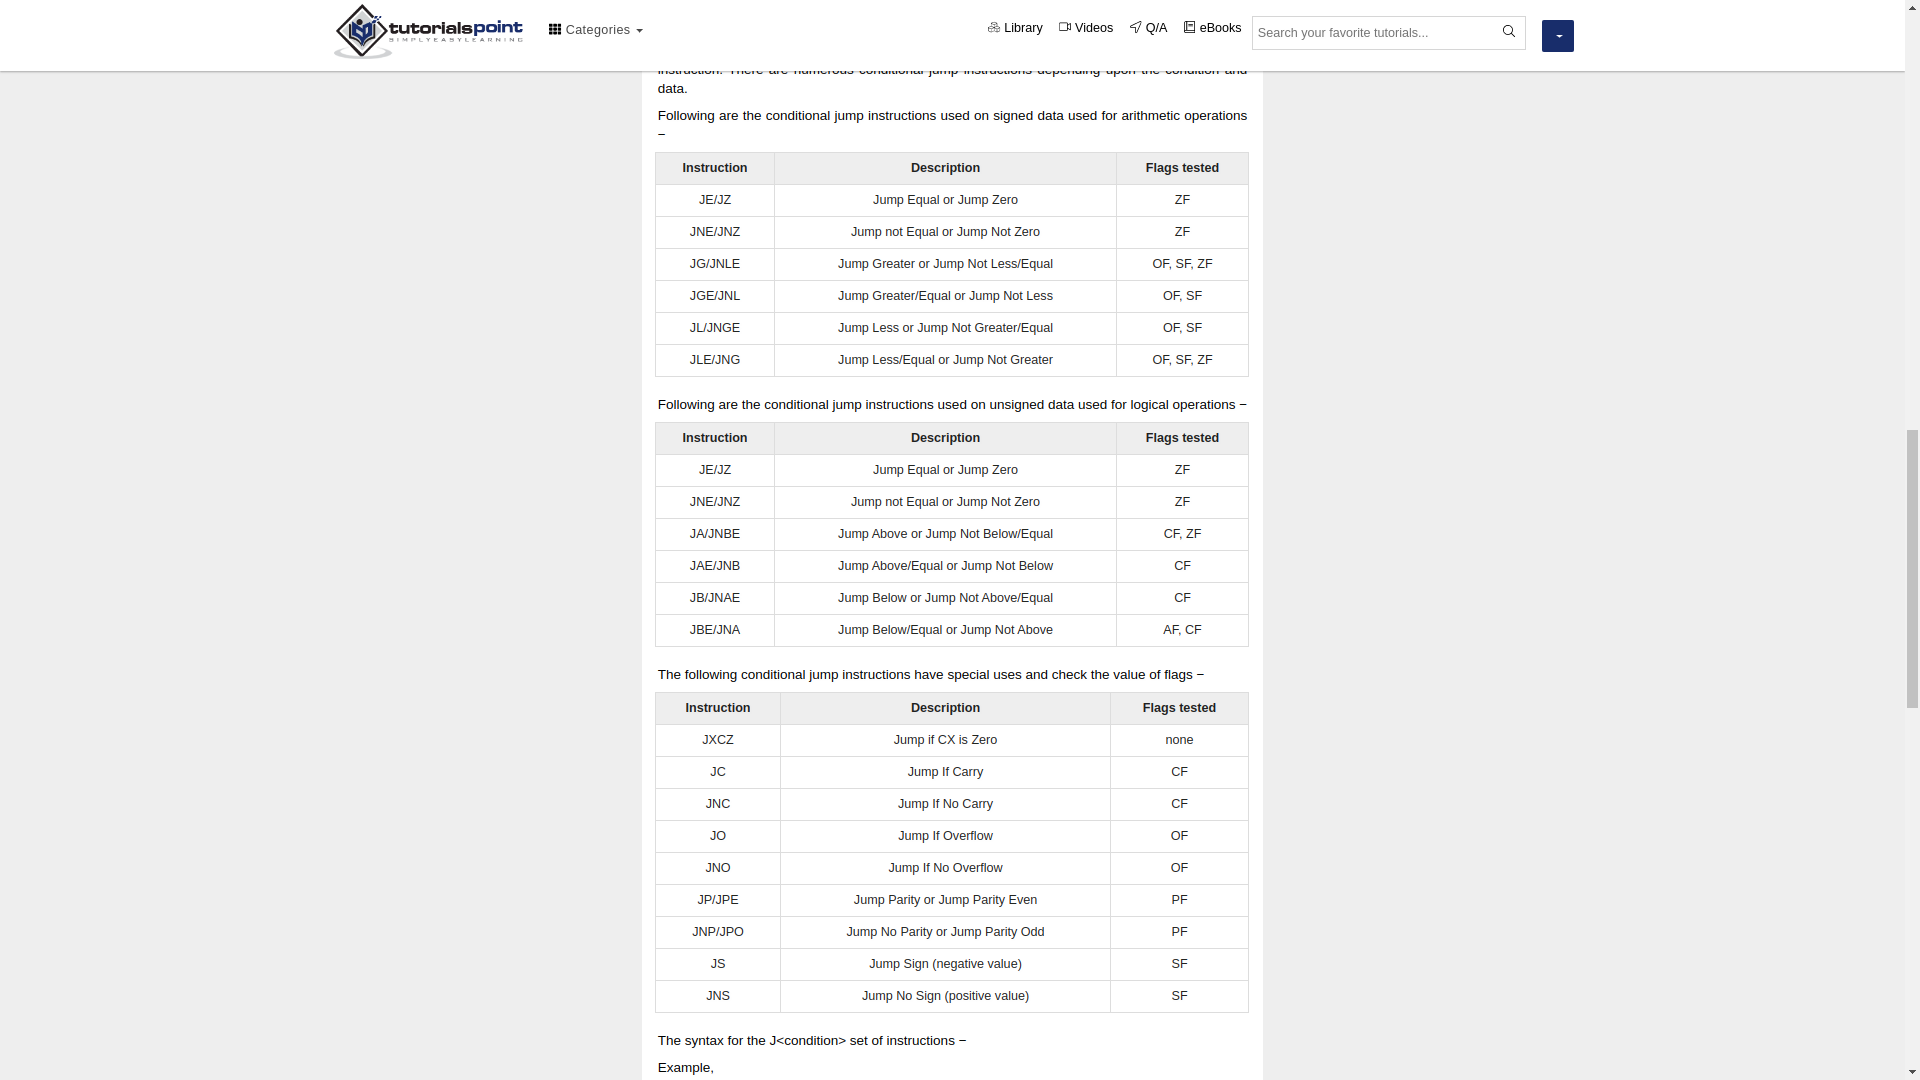 tutorialspoint
SIMPLYEASYLEARNING
Categories
Library
Videos
Q/A
eBooks
Search your favorite tutorials...
instruction. There are numerous conditional jump instructions depending upon the condition and
data.
Following are the conditional jump instructions used on signed data used for arithmetic operations
−
Instruction Description Flags tested
JE/JZ Jump Equal or Jump Zero ZF
JNE/JNZ Jump not Equal or Jump Not Zero ZF
JG/JNLE Jump Greater or Jump Not Less/Equal OF, SF, ZF
JGE/JNL Jump Greater/Equal or Jump Not Less OF, SF
JL/JNGE Jump Less or Jump Not Greater/Equal OF, SF
JLE/JNG Jump Less/Equal or Jump Not Greater OF, SF, ZF
Following are the conditional jump instructions used on unsigned data used for logical operations −
Instruction Description Flags tested
JE/JZ Jump Equal or Jump Zero ZF
JNE/JNZ Jump not Equal or Jump Not Zero ZF
JA/JNBE Jump Above or Jump Not Below/Equal CF, ZF
JAE/JNB Jump Above/Equal or Jump Not Below CF
JB/JNAE Jump Below or Jump Not Above/Equal CF
JBE/JNA Jump Below/Equal or Jump Not Above AF, CF
The following conditional jump instructions have special uses and check the value of flags −
Instruction Description Flags tested
JXCZ Jump if CX is Zero none
JC Jump If Carry CF
JNC Jump If No Carry CF
JO Jump If Overflow OF
JNO Jump If No Overflow OF
JP/JPE Jump Parity or Jump Parity Even PF
JNP/JPO Jump No Parity or Jump Parity Odd PF
JS Jump Sign (negative value) SF
JNS Jump No Sign (positive value) SF
The syntax for the J<condition> set of instructions −
Example,